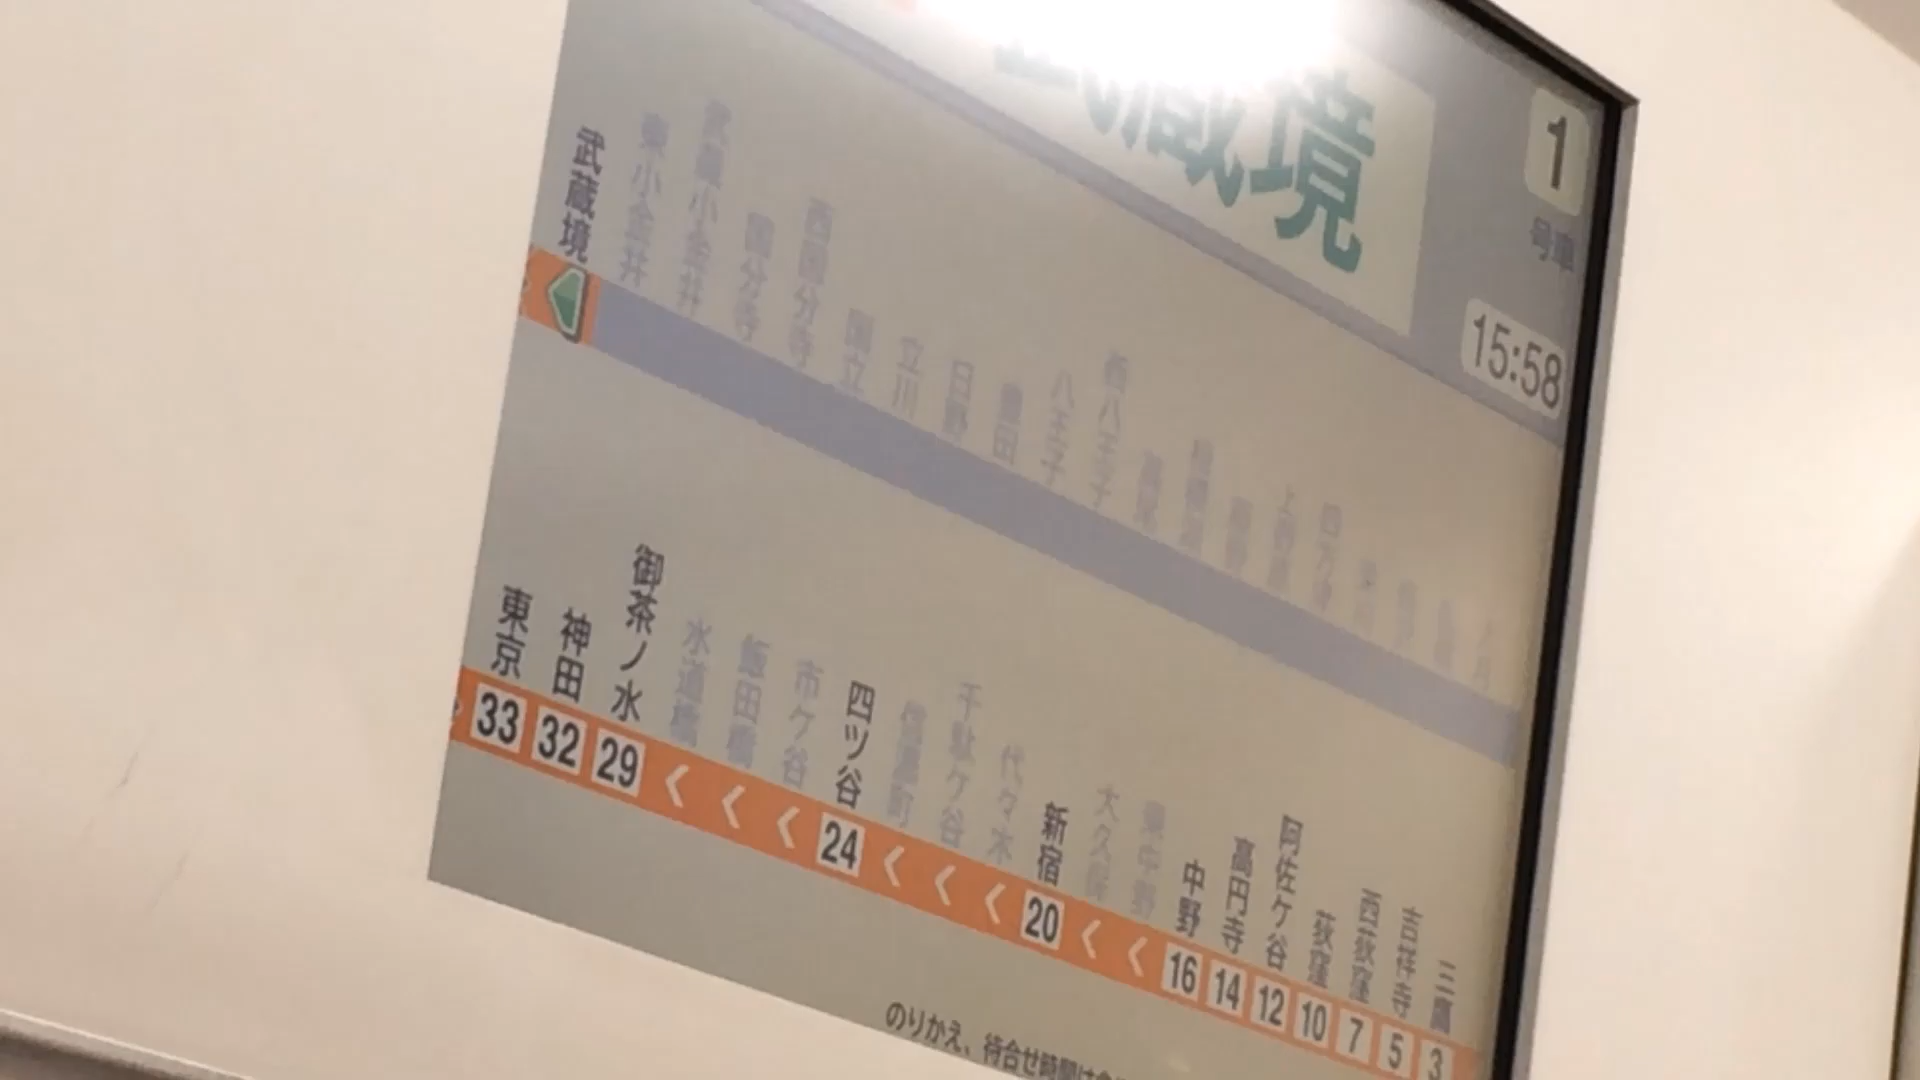 武蔵境
1
号車
15:58
武蔵境
東小金井
武蔵小金井
国分寺
西国分寺
国立
立川
日野
豊田
八王子
西八王子
高尾
四方津
東京
神田
御茶ノ水
水道橋
飯田橋
市ケ谷
四ツ谷
信濃町
千駄ケ谷
代々木
新宿
大久保
東中野
中野
高円寺
阿佐ケ谷
荻窪
西荻窪
吉祥寺
三鷹
33 32 29 24 20 16 14 12 10 7 5 3
のりかえ、待合せ時間は含